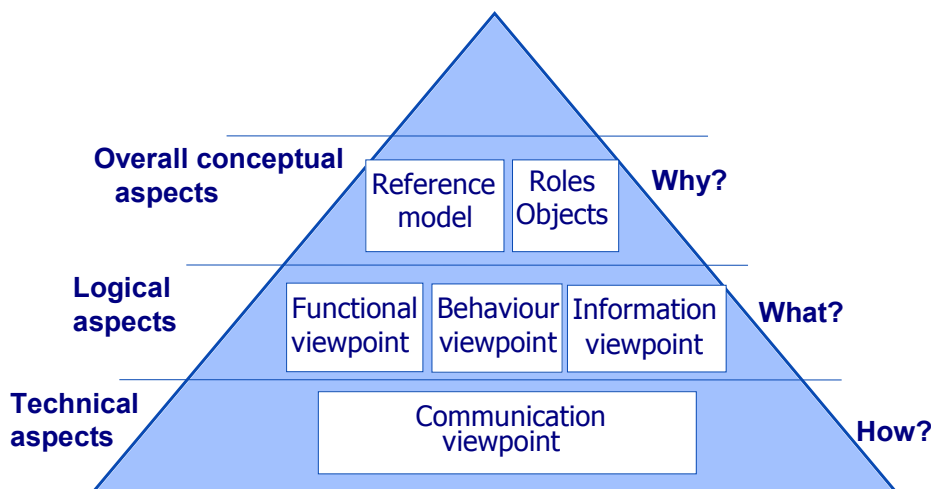 Overall conceptual
aspects
Reference
model
Roles
Objects
Why?
Logical
aspects
Functional
viewpoint
Behaviour
viewpoint
Information
viewpoint
What?
Technical
aspects
Communication
viewpoint
How?